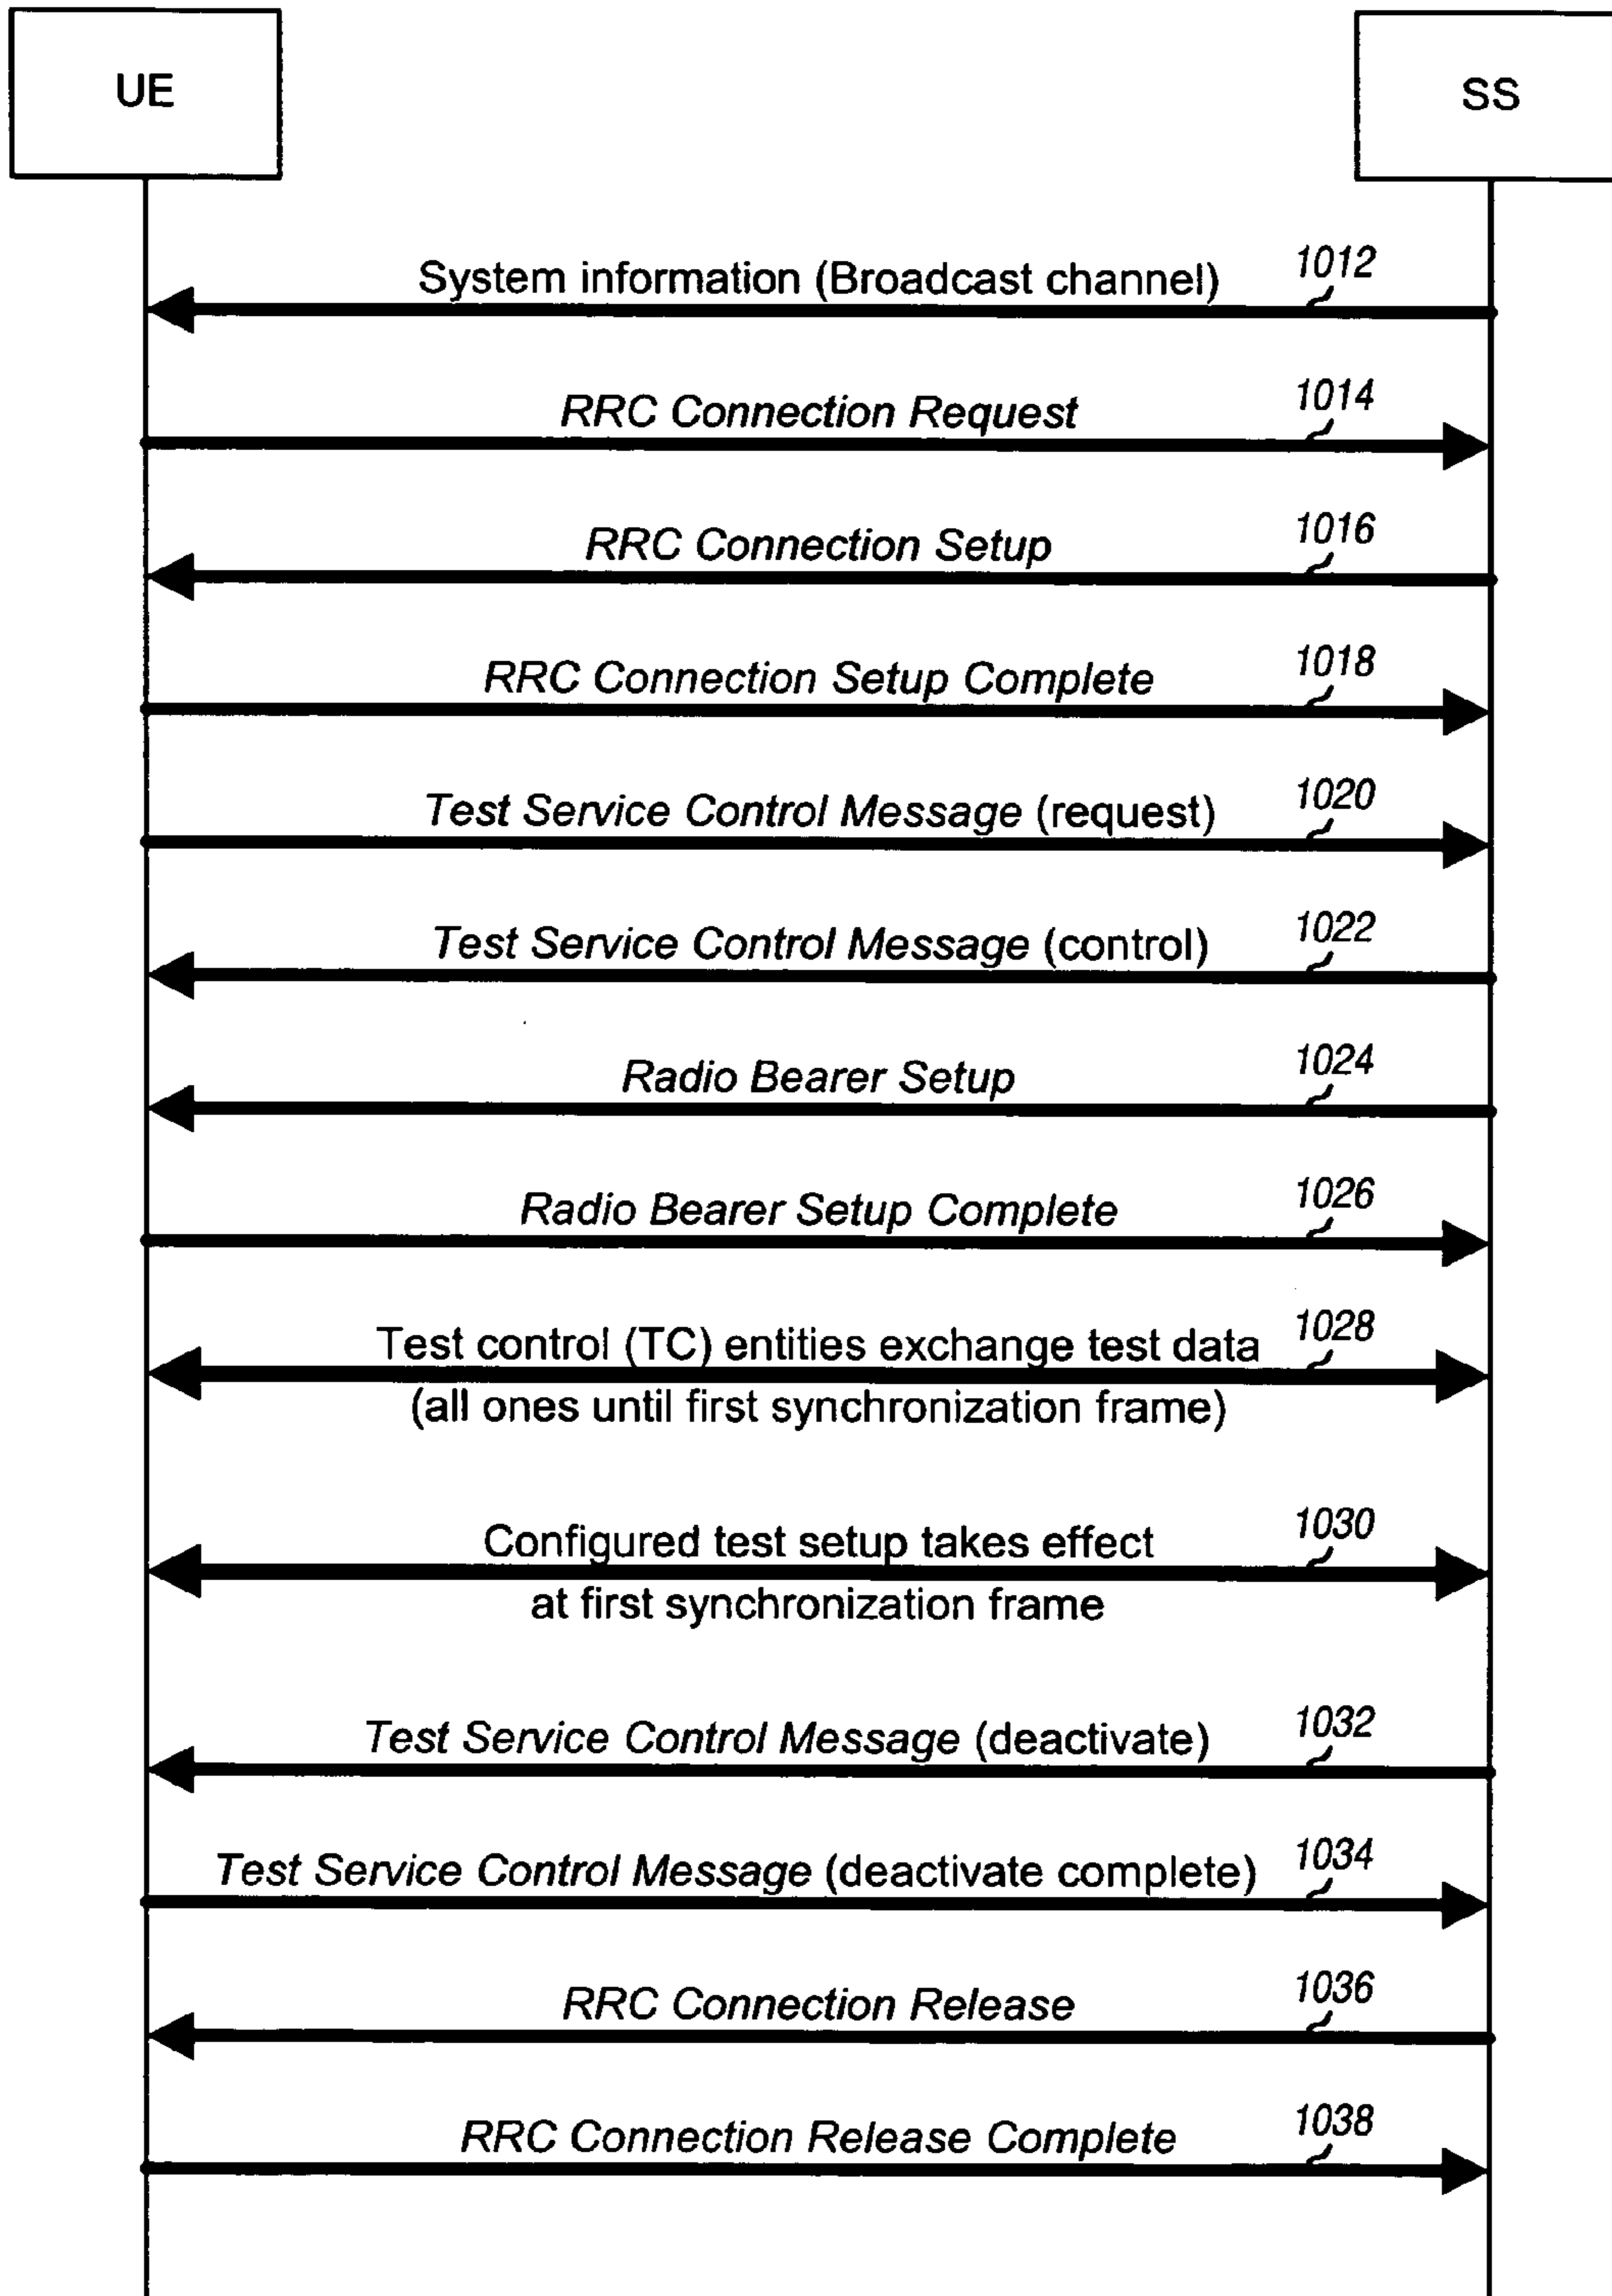 UE
SS
System information (Broadcast channel)
1012
RRC Connection Request
1014
RRC Connection Setup
1016
RRC Connection Setup Complete
1018
Test Service Control Message (request)
1020
Test Service Control Message (control)
1022
Radio Bearer Setup
1024
Radio Bearer Setup Complete
1026
Test control (TC) entities exchange test data
1028
(all ones until first synchronization frame)
Configured test setup takes effect
1030
at first synchronization frame
Test Service Control Message (deactivate)
1032
Test Service Control Message (deactivate complete)
1034
RRC Connection Release
1036
RRC Connection Release Complete
1038